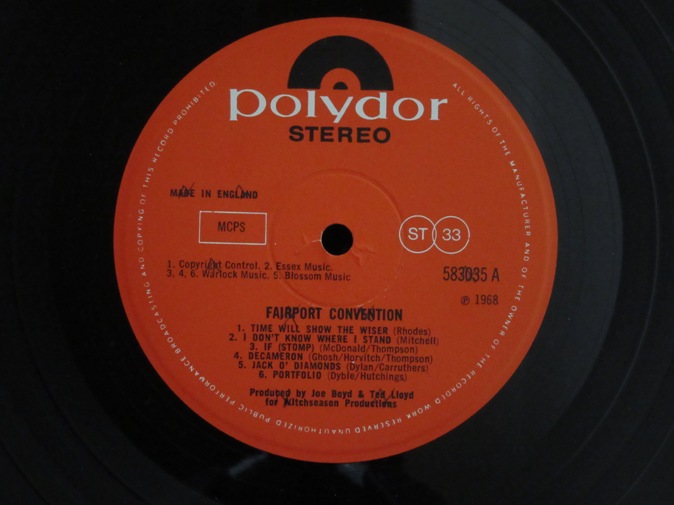 polydor
STEREO
MADE IN ENGLAND
MCPS
ST 33
1. Copyright Control. 2. Essex Music.
3. 4, 6. Warlock Music. 5. Blossom Music
583035 A
℗ 1968
FAIRPORT CONVENTION
1. TIME WILL SHOW THE WISER (Rhodes)
2. I DON'T KNOW WHERE I STAND (Mitchell)
3. IF (STOMP) (McDonald/Thompson)
4. DECAMERON (Ghosh/Horvitch/Thompson)
5. JACK O' DIAMONDS (Dylan/Carruthers)
6. PORTFOLIO (Dyble/Hutchings)
Produced by Joe Boyd & Tod Lloyd
for Witchseason Productions
ALL RIGHTS OF THE MANUFACTURER AND OF THE OWNER OF THE RECORDED WORK RESERVED UNAUTHORIZED PUBLIC PERFORMANCE BROADCASTING AND COPYING OF THIS RECORD PROHIBITED